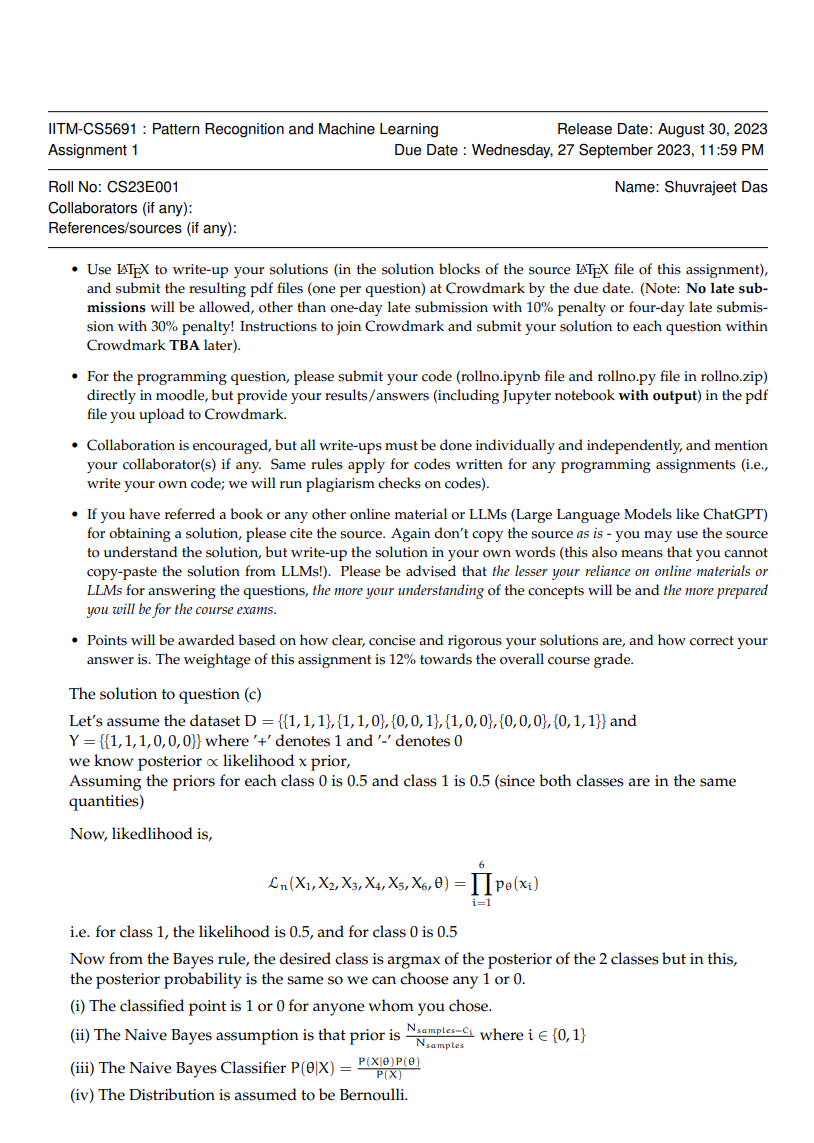 IITM-CS5691 : Pattern Recognition and Machine Learning Release Date: August 30, 2023
Assignment 1 Due Date : Wednesday, 27 September 2023, 11:59 PM
Roll No: CS23E001 Name: Shuvrajeet Das
Collaborators (if any):
References/sources (if any):
• Use LATEX to write-up your solutions (in the solution blocks of the source LATEX file of this assignment),
and submit the resulting pdf files (one per question) at Crowdmark by the due date. (Note: No late sub-
missions will be allowed, other than one-day late submission with 10% penalty or four-day late submis-
sion with 30% penalty! Instructions to join Crowdmark and submit your solution to each question within
Crowdmark TBA later).
• For the programming question, please submit your code (rollno.ipynb file and rollno.py file in rollno.zip)
directly in moodle, but provide your results/answers (including Jupyter notebook with output) in the pdf
file you upload to Crowdmark.
• Collaboration is encouraged, but all write-ups must be done individually and independently, and mention
your collaborator(s) if any. Same rules apply for codes written for any programming assignments (i.e.,
write your own code; we will run plagiarism checks on codes).
• If you have referred a book or any other online material or LLMs (Large Language Models like ChatGPT)
for obtaining a solution, please cite the source. Again don't copy the source as is - you may use the source
to understand the solution, but write-up the solution in your own words (this also means that you cannot
copy-paste the solution from LLMs!). Please be advised that the lesser your reliance on online materials or
LLMs for answering the questions, the more your understanding of the concepts will be and the more prepared
you will be for the course exams.
• Points will be awarded based on how clear, concise and rigorous your solutions are, and how correct your
answer is. The weightage of this assignment is 12% towards the overall course grade.
The solution to question (c)
Let's assume the dataset D = {{1, 1, 1}, {1, 1, 0}, {0, 0, 1}, {1, 0, 0}, {0, 0, 0}, {0, 1, 1}} and
Y = {{1, 1, 1, 0, 0, 0}} where '+' denotes 1 and '-' denotes 0
we know posterior ∝ likelihood x prior,
Assuming the priors for each class 0 is 0.5 and class 1 is 0.5 (since both classes are in the same
quantities)
Now, likedlihood is,
ℒn(X1, X2, X3, X4, X5, X6, θ) = ∏_{i=1}^{6} pθ(xi)
i.e. for class 1, the likelihood is 0.5, and for class 0 is 0.5
Now from the Bayes rule, the desired class is argmax of the posterior of the 2 classes but in this,
the posterior probability is the same so we can choose any 1 or 0.
(i) The classified point is 1 or 0 for anyone whom you chose.
(ii) The Naive Bayes assumption is that prior is N_{samples−C_i} / N_{samples} where i ∈ {0, 1}
(iii) The Naive Bayes Classifier P(θ|X) = P(X|θ)P(θ) / P(X)
(iv) The Distribution is assumed to be Bernoulli.